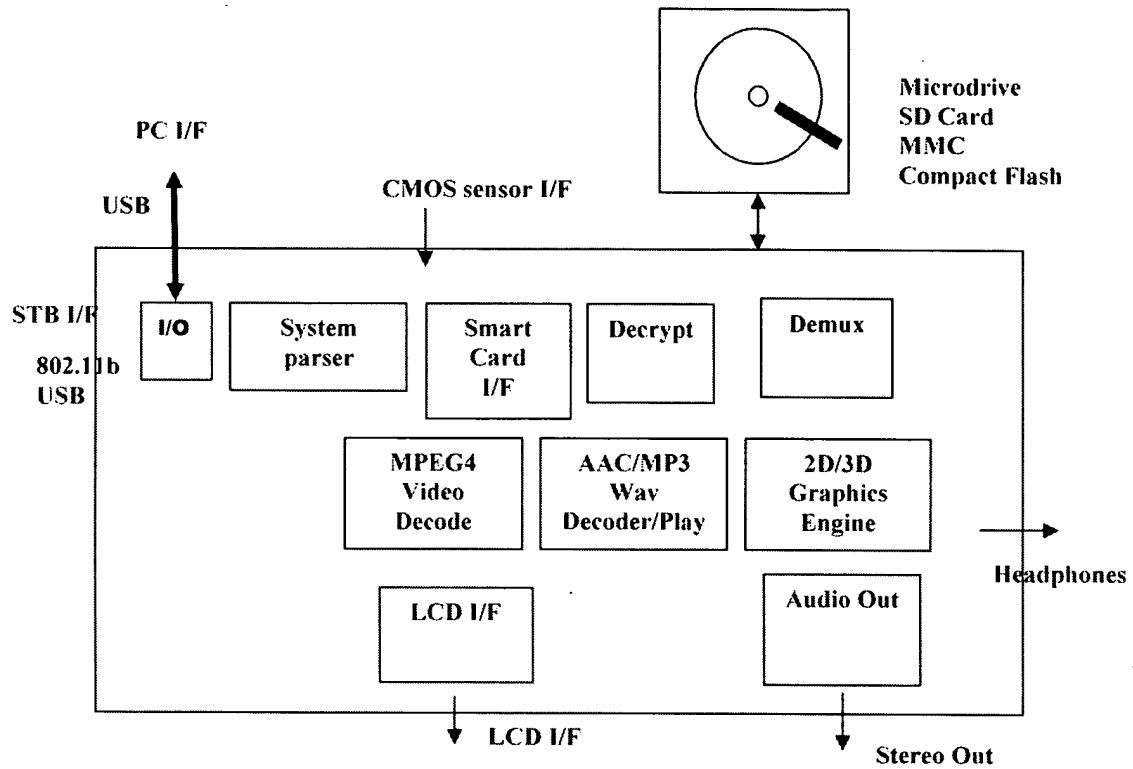 Microdrive
SD Card
MMC
Compact Flash
PC I/F
USB
CMOS sensor I/F
STB I/F
802.11b
USB
I/O
System
parser
Smart
Card
I/F
Decrypt
Demux
MPEG4
Video
Decode
AAC/MP3
Wav
Decoder/Play
2D/3D
Graphics
Engine
Headphones
LCD I/F
Audio Out
LCD I/F
Stereo Out